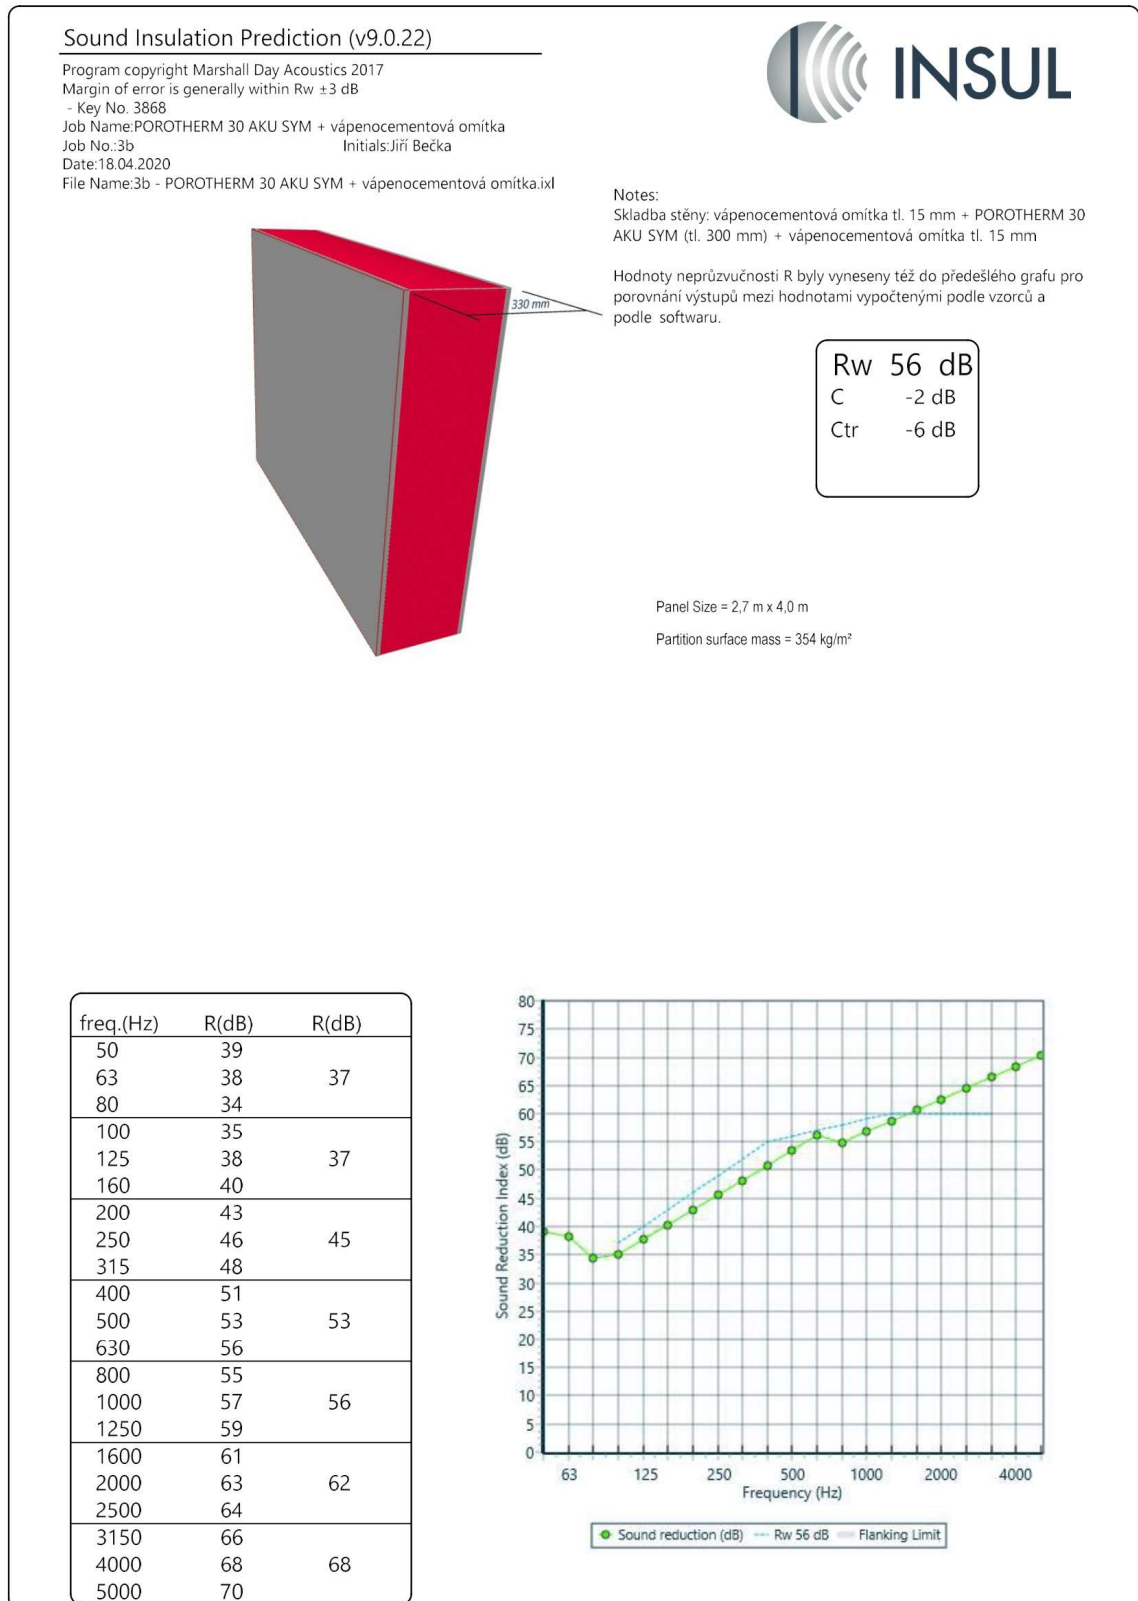 Sound Insulation Prediction (v9.0.22)
Program copyright Marshall Day Acoustics 2017
Margin of error is generally within Rw ±3 dB
- Key No. 3868
Job Name:POROTHERM 30 AKU SYM + vápenocementová omítka
Job No.:3b Initials:Jiří Bečka
Date:18.04.2020
File Name:3b - POROTHERM 30 AKU SYM + vápenocementová omítka.ixl
INSUL
Notes:
Skladba stěny: vápenocementová omítka tl. 15 mm + POROTHERM 30
AKU SYM (tl. 300 mm) + vápenocementová omítka tl. 15 mm
Hodnoty neprůzvučnosti R byly vyneseny též do předešlého grafu pro
porovnání výstupů mezi hodnotami vypočtenými podle vzorců a
podle softwaru.
330 mm
Rw 56 dB
C -2 dB
Ctr -6 dB
Panel Size = 2,7 m x 4,0 m
Partition surface mass = 354 kg/m²
freq.(Hz) R(dB) R(dB)
50 39
63 38 37
80 34
100 35
125 38 37
160 40
200 43
250 46 45
315 48
400 51
500 53 53
630 56
800 55
1000 57 56
1250 59
1600 61
2000 63 62
2500 64
3150 66
4000 68 68
5000 70
Sound Reduction Index (dB)
80
75
70
65
60
55
50
45
40
35
30
25
20
15
10
5
0
63 125 250 500 1000 2000 4000
Frequency (Hz)
Sound reduction (dB) Rw 56 dB Flanking Limit